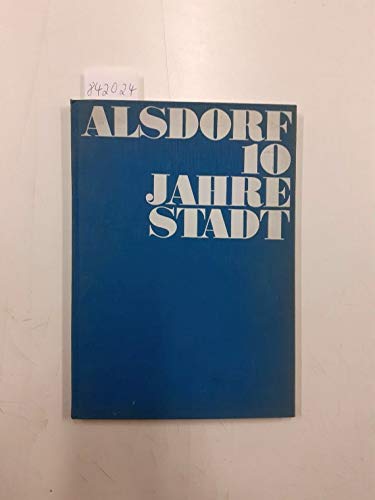 842024
ALSDORF
10
JAHRE
STADT